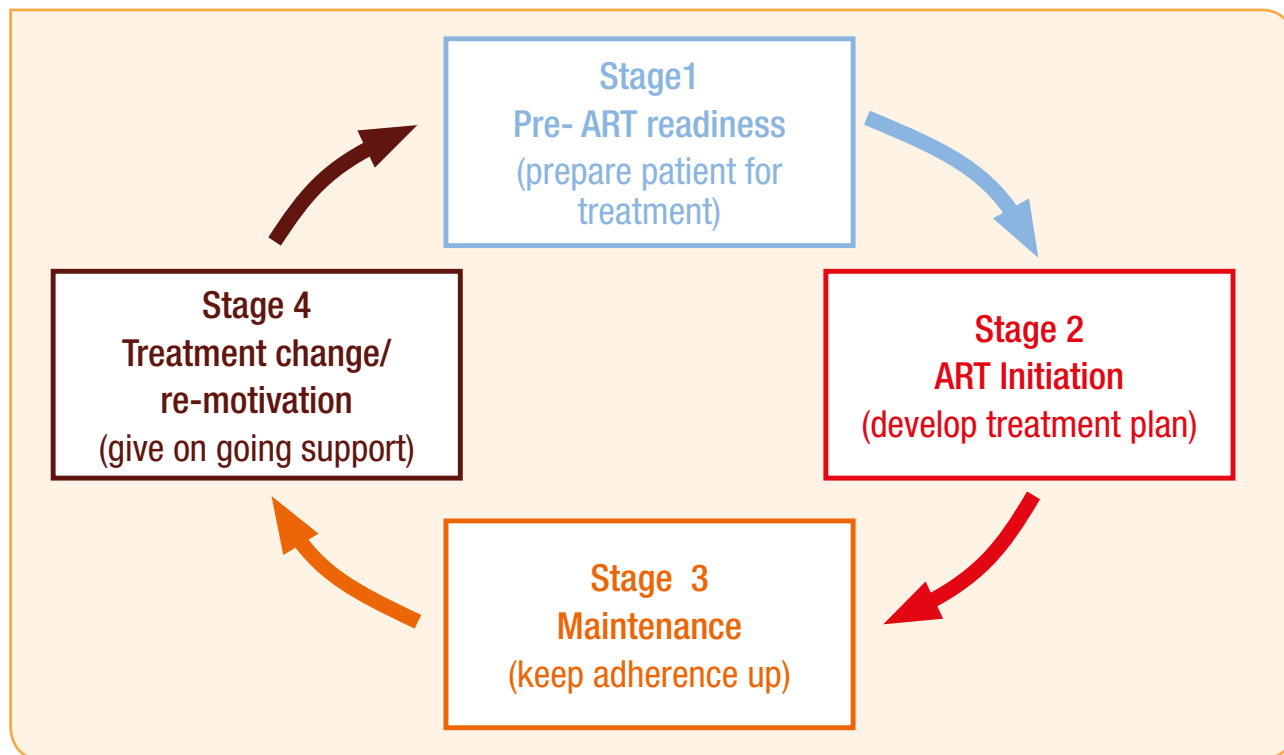 Stage1
Pre- ART readiness
(prepare patient for
treatment)
Stage 2
ART Initiation
(develop treatment plan)
Stage  3
Maintenance
(keep adherence up)
Stage 4
Treatment change/
re-motivation
(give on going support)